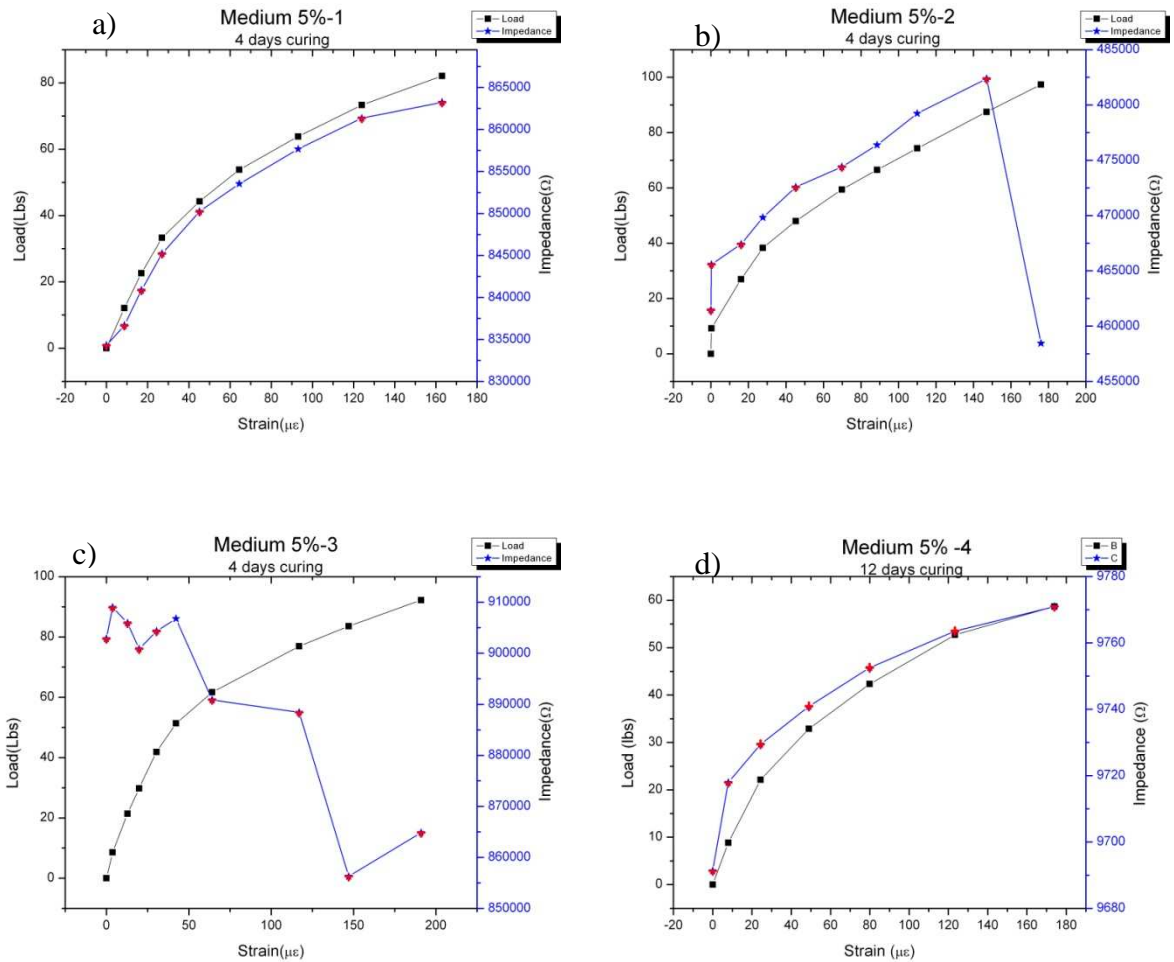 a)
Medium 5%-1
4 days curing
Load
Impedance
Load(Lbs)
80
60
40
20
0
865000
860000
855000
850000
845000
840000
835000
830000
Impedance(Ω)
-20 0 20 40 60 80 100 120 140 160 180
Strain(με)
b)
Medium 5%-2
4 days curing
Load
Impedance
Load(Lbs)
100
80
60
40
20
0
485000
480000
475000
470000
465000
460000
455000
Impedance(Ω)
-20 0 20 40 60 80 100 120 140 160 180 200
Strain(με)
c)
Medium 5%-3
4 days curing
Load
Impedance
Load(Lbs)
100
80
60
40
20
0
910000
900000
890000
880000
870000
860000
850000
Impedance(Ω)
0 50 100 150 200
Strain(με)
d)
Medium 5% -4
12 days curing
B
C
Load (lbs)
60
50
40
30
20
10
0
9780
9760
9740
9720
9700
9680
Impedance (Ω)
-20 0 20 40 60 80 100 120 140 160 180
Strain (με)